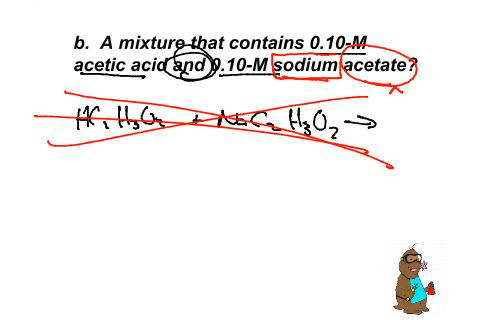 b. A mixture that contains 0.10-M
acetic acid and 0.10-M sodium acetate?
HC₂H₃O₂ + NaC₂H₃O₂ →